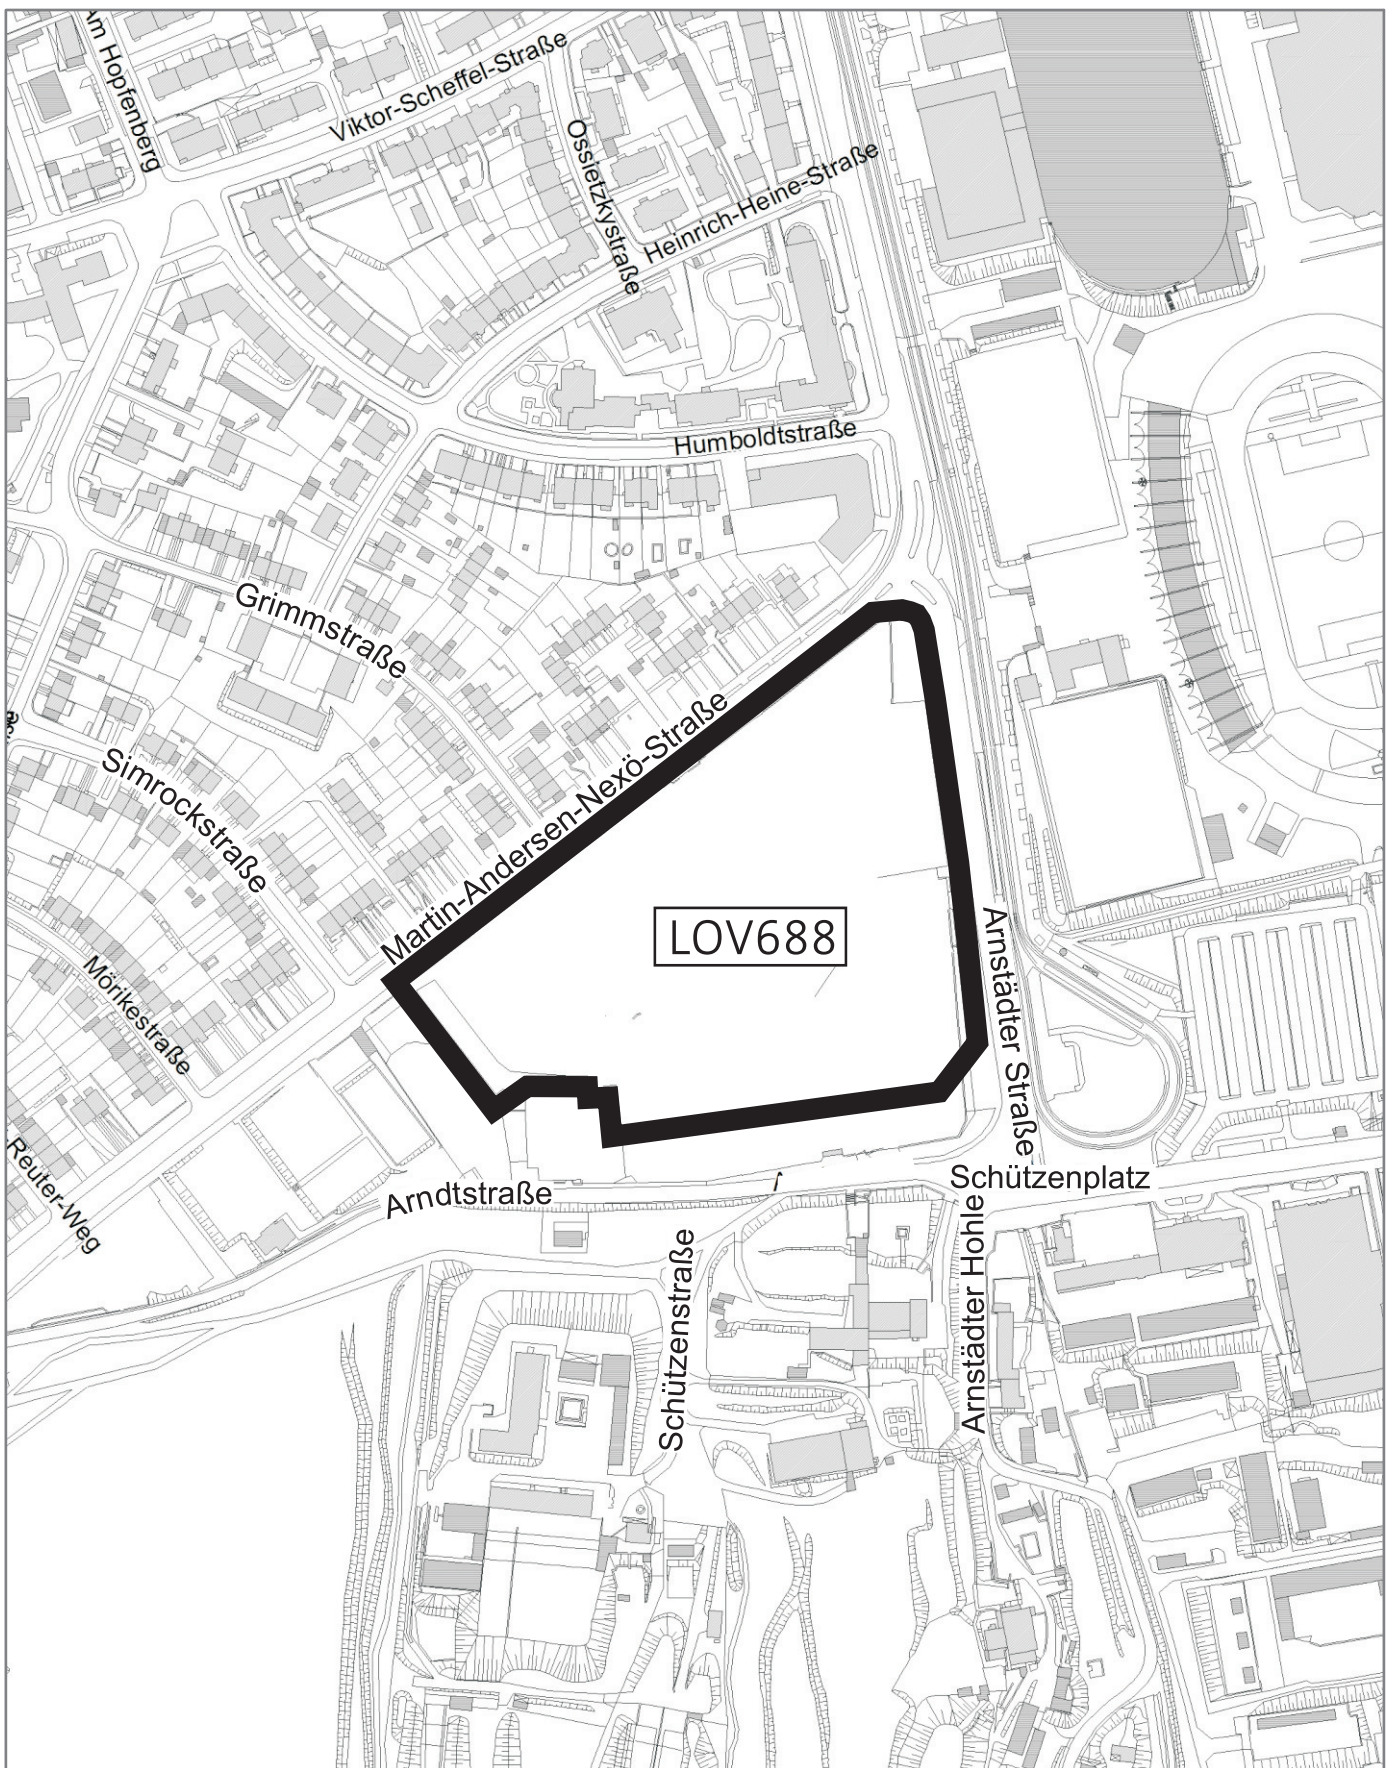 Am Hopfenberg
Viktor-Scheffel-Straße
Ossietzkystraße
Heinrich-Heine-Straße
Humboldtstraße
Grimmstraße
Martin-Andersen-Nexö-Straße
Simrockstraße
LOV688
Mörikestraße
Arnstädter Straße
-Reuter-Weg
Arndtstraße
Schützenplatz
Schützenstraße
Arnstädter Hohle